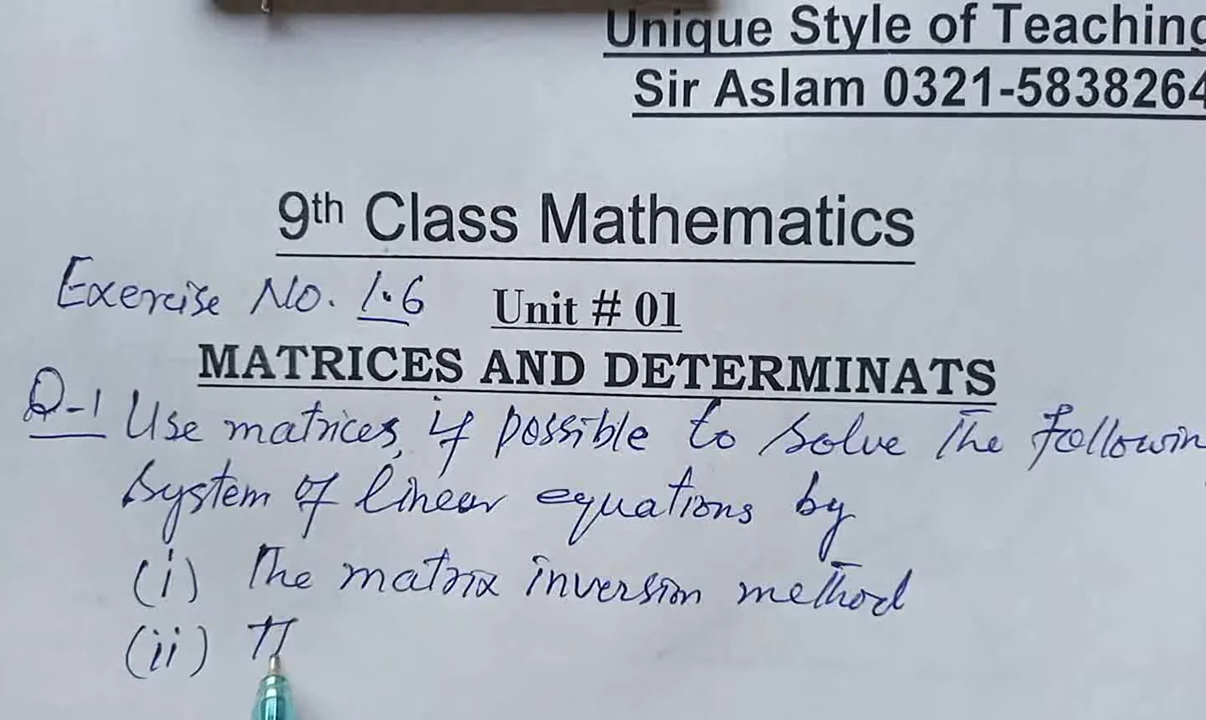 Unique Style of Teaching
Sir Aslam 0321-5838264
9th Class Mathematics
Exercise No. 1.6 Unit # 01
MATRICES AND DETERMINATS
Q-1 Use matrices, if possible to solve the followin
system of linear equations by
(i) The matrix inversion method
(ii)